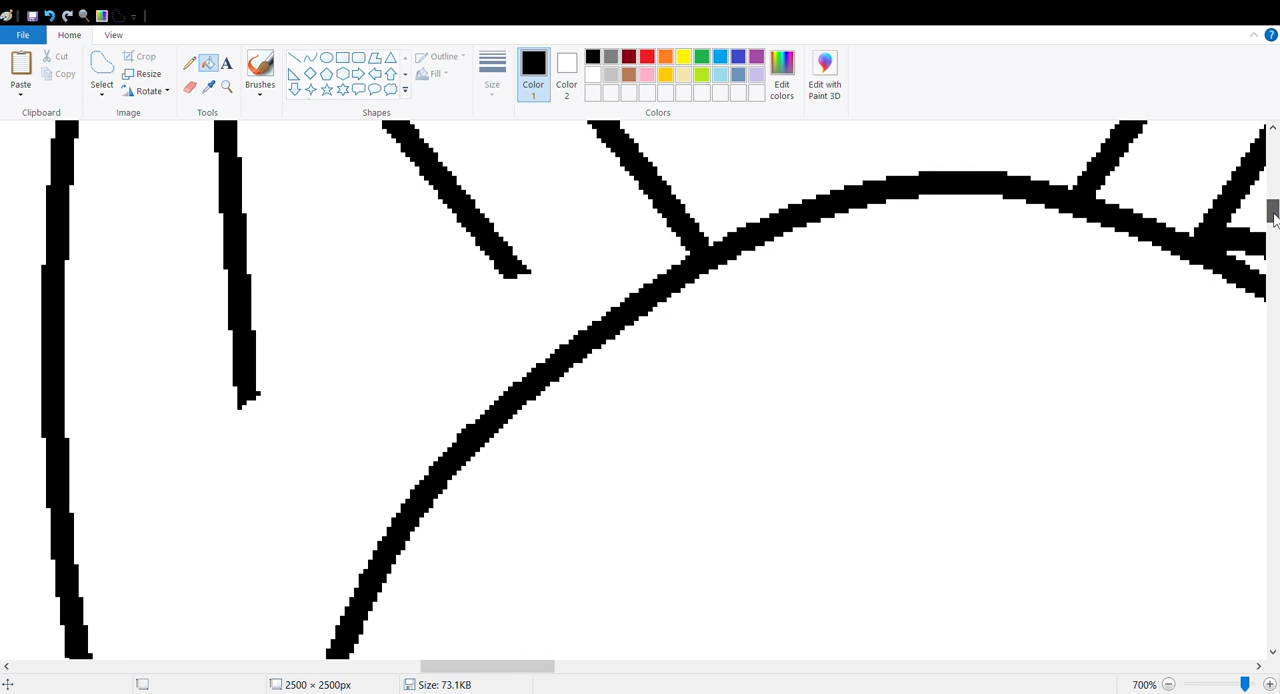 File Home View
Paste
Cut
Copy
Clipboard
Select
Crop
Resize
Rotate
Image
A
Tools
Brushes
Outline
Fill
Shapes
Size
Color 1
Color 2
Edit colors
Colors
Edit with Paint 3D
?
2500 × 2500px
Size: 73.1KB
700%